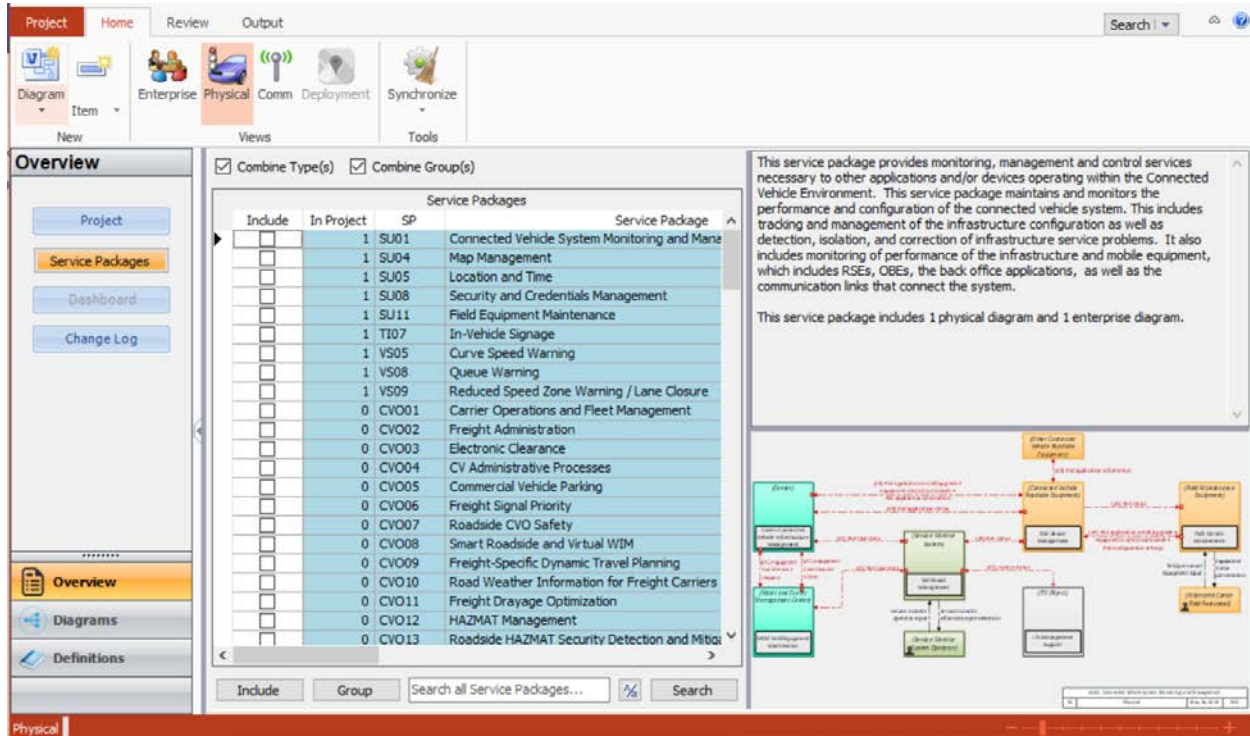 Project Home Review Output
Search
Diagram
Item
Enterprise Physical Comm Deployment
Synchronize
New Views Tools
Overview
Project
Service Packages
Dashboard
Change Log
Overview
Diagrams
Definitions
Combine Type(s) Combine Group(s)
Service Packages
Include In Project SP Service Package
1 SU01 Connected Vehicle System Monitoring and Mana
1 SU04 Map Management
1 SU05 Location and Time
1 SU08 Security and Credentials Management
1 SU11 Field Equipment Maintenance
1 TI07 In-Vehicle Signage
1 VS05 Curve Speed Warning
1 VS08 Queue Warning
1 VS09 Reduced Speed Zone Warning / Lane Closure
0 CVO01 Carrier Operations and Fleet Management
0 CVO02 Freight Administration
0 CVO03 Electronic Clearance
0 CVO04 CV Administrative Processes
0 CVO05 Commercial Vehicle Parking
0 CVO06 Freight Signal Priority
0 CVO07 Roadside CVO Safety
0 CVO08 Smart Roadside and Virtual WIM
0 CVO09 Freight-Specific Dynamic Travel Planning
0 CVO10 Road Weather Information for Freight Carriers
0 CVO11 Freight Drayage Optimization
0 CVO12 HAZMAT Management
0 CVO13 Roadside HAZMAT Security Detection and Mitiga
Include Group Search all Service Packages... Search
This service package provides monitoring, management and control services
necessary to other applications and/or devices operating within the Connected
Vehicle Environment. This service package maintains and monitors the
performance and configuration of the connected vehicle system. This includes
tracking and management of the infrastructure configuration as well as
detection, isolation, and correction of infrastructure service problems. It also
includes monitoring of performance of the infrastructure and mobile equipment,
which includes RSEs, OBEs, the back office applications, as well as the
communication links that connect the system.
This service package includes 1 physical diagram and 1 enterprise diagram.
Physical